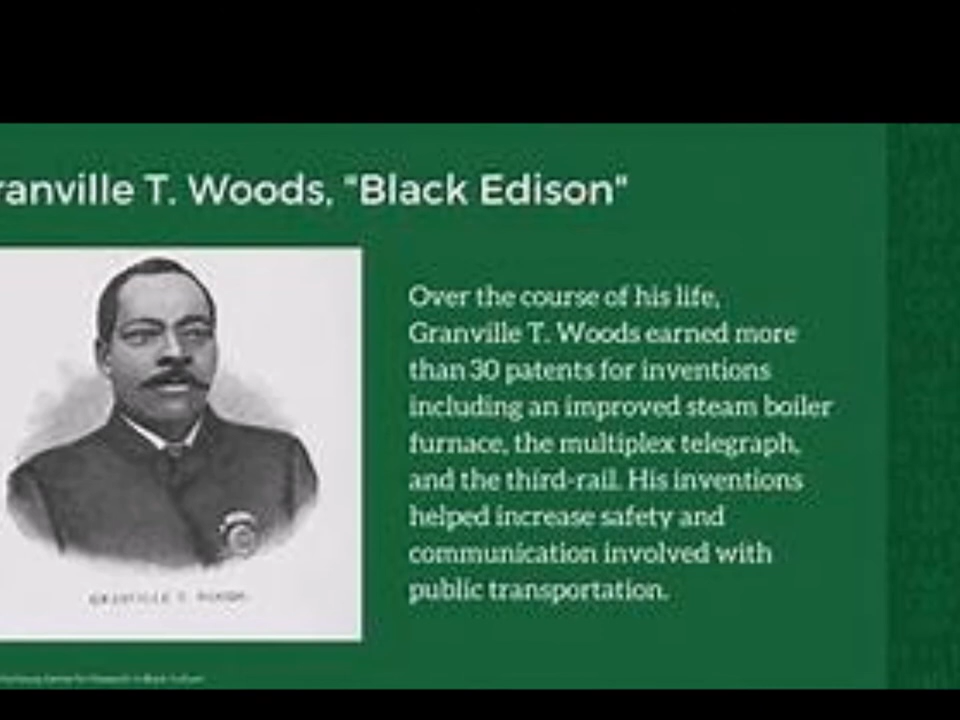 ranville T. Woods, "Black Edison"
Over the course of his life,
Granville T. Woods earned more
than 30 patents for inventions
including an improved steam boiler
furnace, the multiplex telegraph,
and the third-rail. His inventions
helped increase safety and
communication involved with
public transportation.
GRANVILLE T. WOODS.